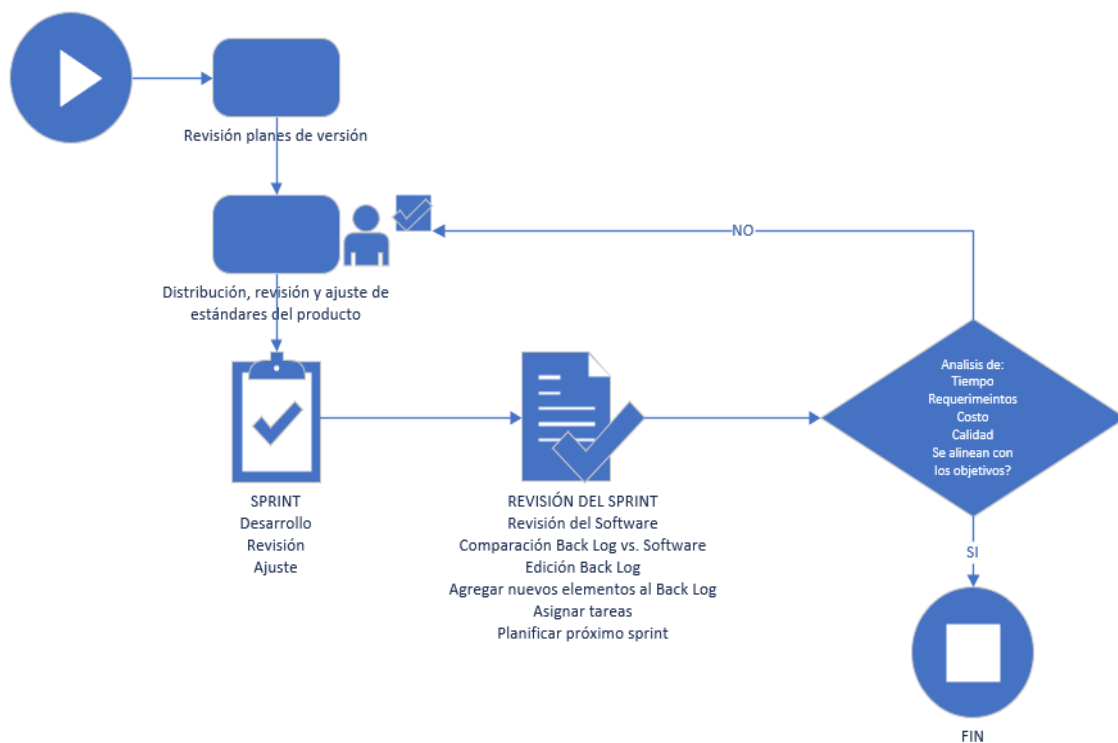 Revisión planes de versión
NO
Distribución, revisión y ajuste de
estándares del producto
Analisis de:
Tiempo
Requerimeintos
Costo
Calidad
Se alinean con
los objetivos?
SPRINT
Desarrollo
Revisión
Ajuste
REVISIÓN DEL SPRINT
Revisión del Software
Comparación Back Log vs. Software
Edición Back Log
Agregar nuevos elementos al Back Log
Asignar tareas
Planificar próximo sprint
SI
FIN